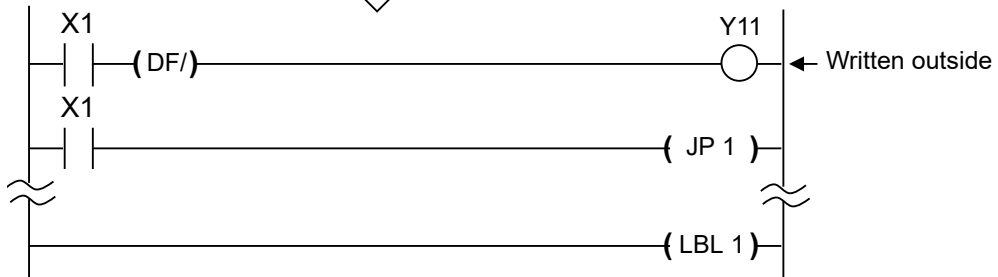 X1
Y11
( DF/ )
Written outside
X1
( JP 1 )
( LBL 1 )